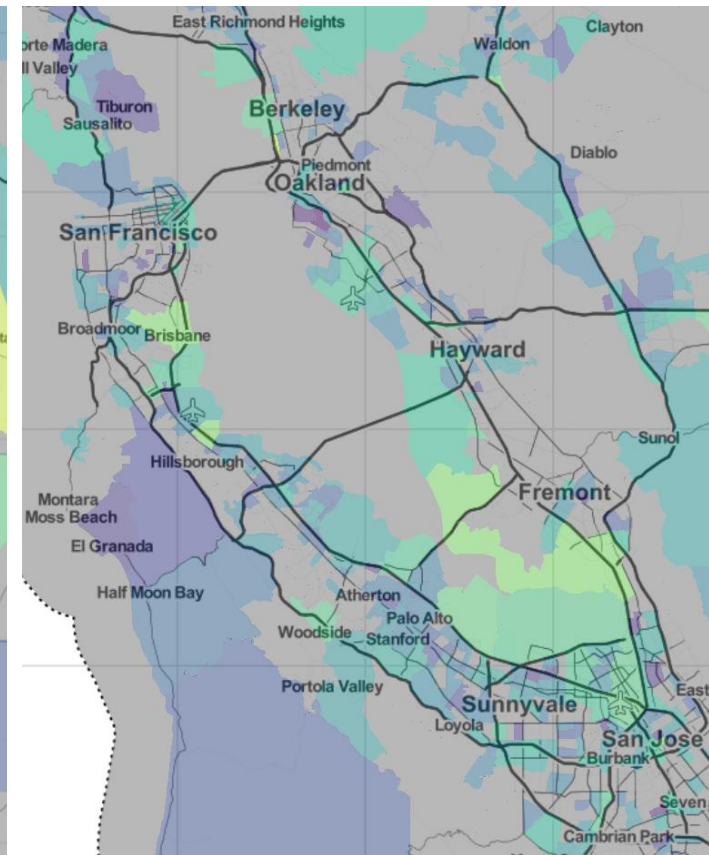 East Richmond Heights
Clayton
orte Madera
Waldon
ll Valley
Tiburon
Berkeley
Sausalito
Diablo
Piedmont
Oakland
San Francisco
Broadmoor
Brisbane
Hayward
Sunol
Hillsborough
Fremont
Montara
Moss Beach
El Granada
Half Moon Bay
Atherton
Palo Alto
Woodside
Stanford
Portola Valley
East
Sunnyvale
Loyola
San Jose
Burbank
Seven
Cambrian Park